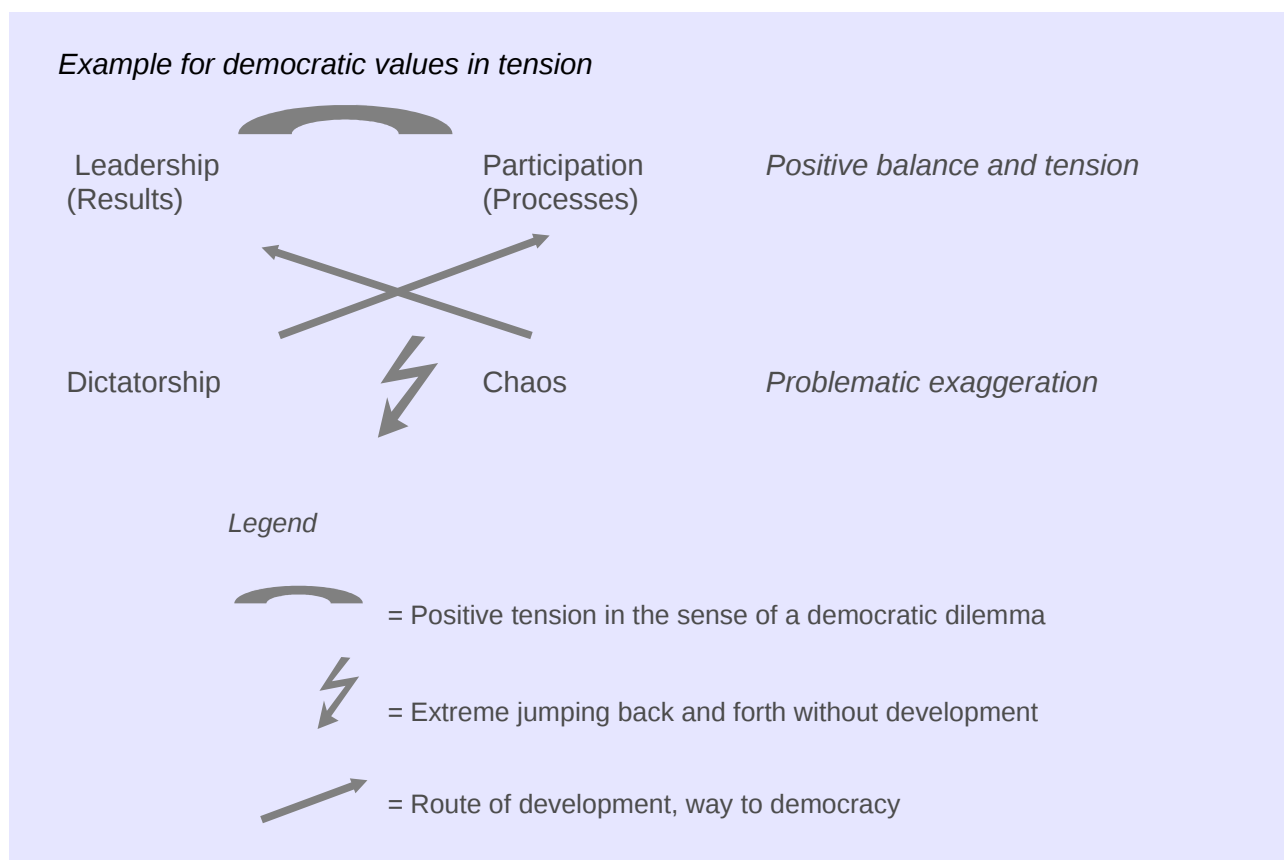 Example for democratic values in tension
Leadership Participation Positive balance and tension
(Results) (Processes)
Dictatorship Chaos Problematic exaggeration
Legend
= Positive tension in the sense of a democratic dilemma
= Extreme jumping back and forth without development
= Route of development, way to democracy